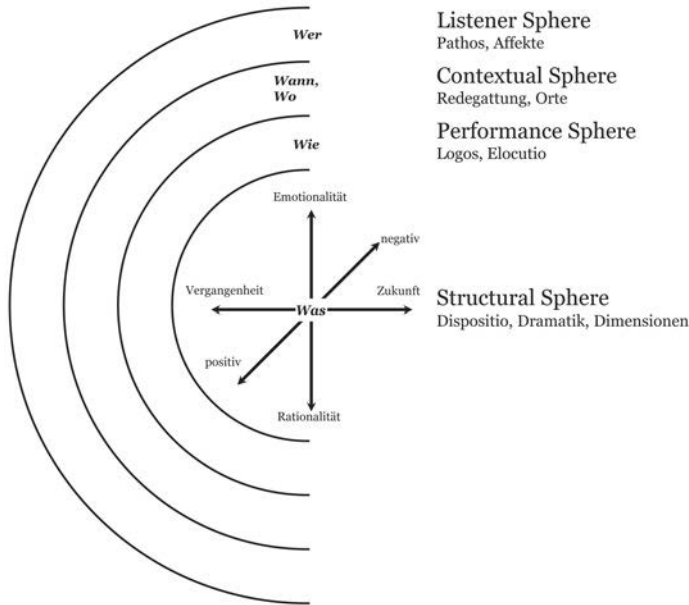 Wer
Listener Sphere
Pathos, Affekte
Wann,
Wo
Contextual Sphere
Redegattung, Orte
Wie
Performance Sphere
Logos, Elocutio
Emotionalität
negativ
Vergangenheit
Zukunft
Was
Structural Sphere
Dispositio, Dramatik, Dimensionen
positiv
Rationalität